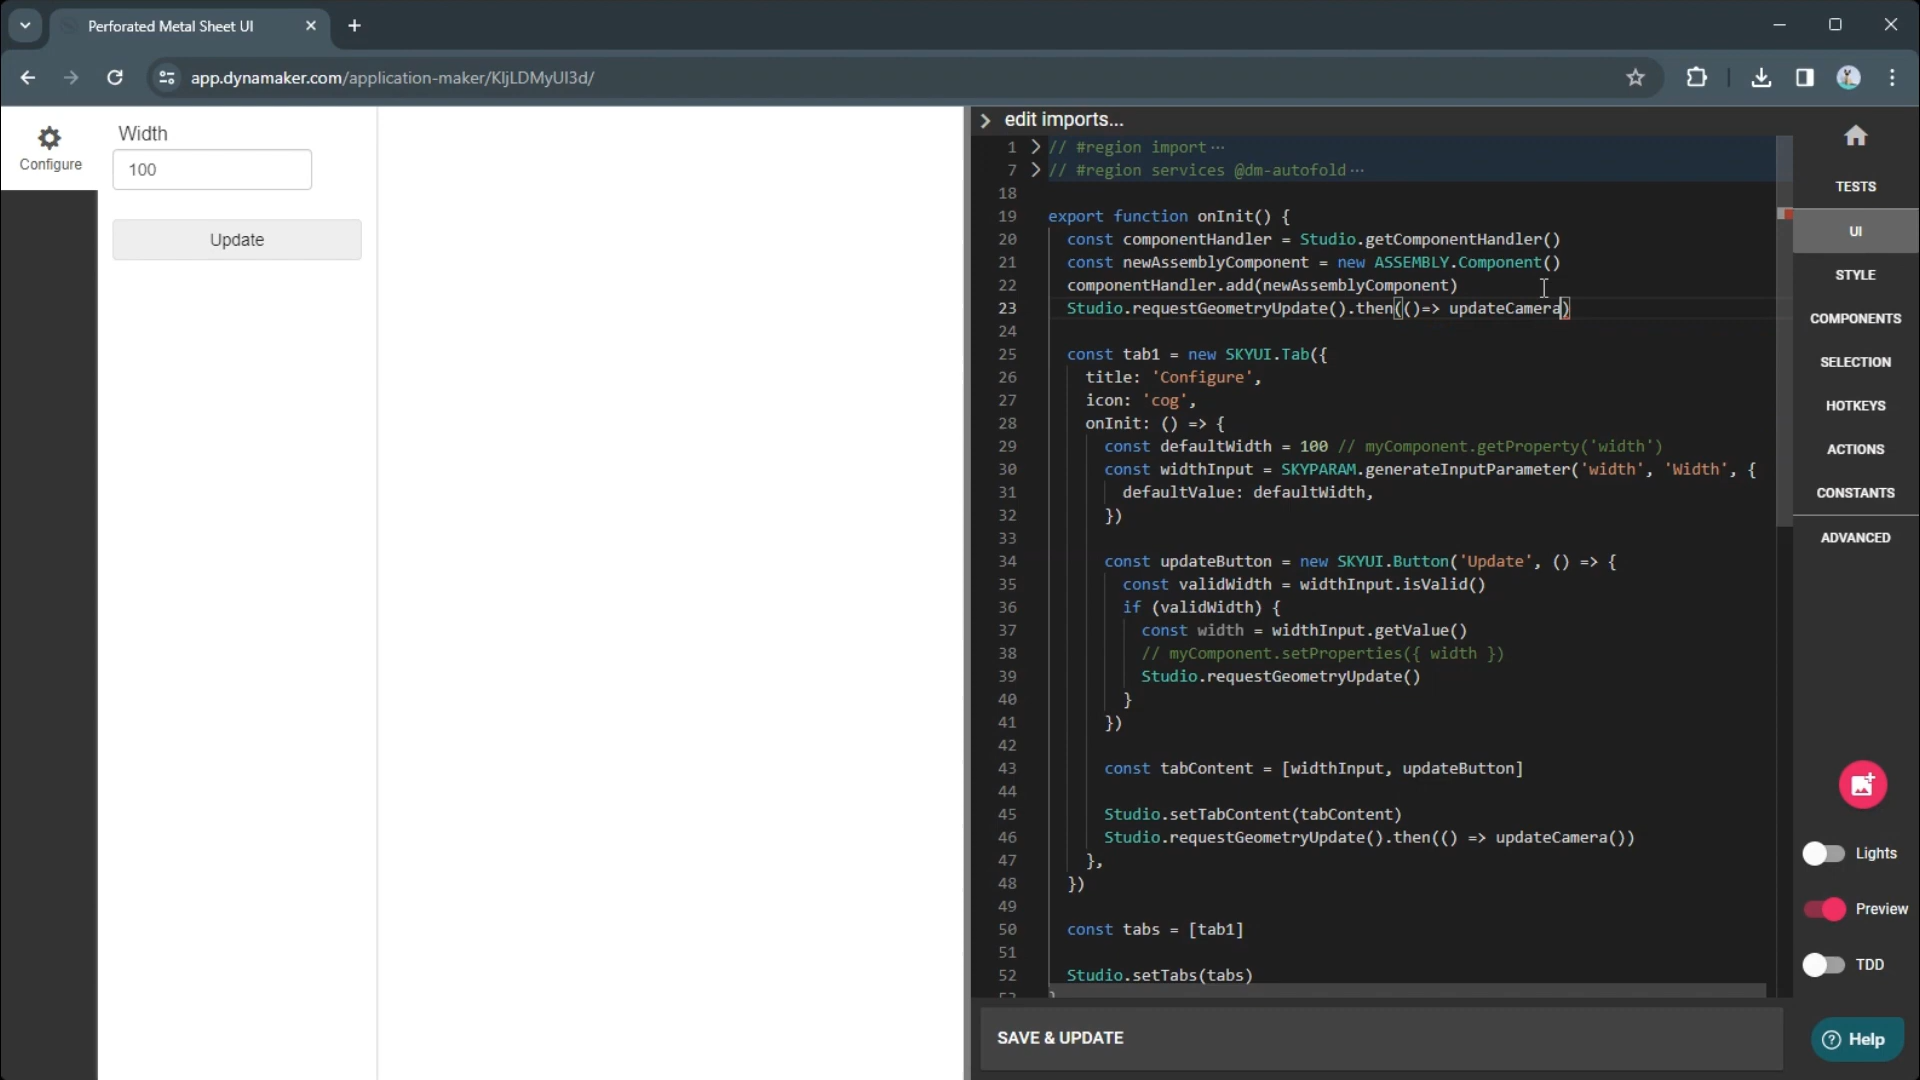 Perforated Metal Sheet UI
app.dynamaker.com/application-maker/KIjLDMyUI3d/
Configure
Width
100
Update
edit imports...
1 // #region import ···
7 // #region services @dm-autofold ···
18
19 export function onInit() {
20 const componentHandler = Studio.getComponentHandler()
21 const newAssemblyComponent = new ASSEMBLY.Component()
22 componentHandler.add(newAssemblyComponent)
23 Studio.requestGeometryUpdate().then(()=> updateCamera)
24
25 const tab1 = new SKYUI.Tab({
26 title: 'Configure',
27 icon: 'cog',
28 onInit: () => {
29 const defaultWidth = 100 // myComponent.getProperty('width')
30 const widthInput = SKYPARAM.generateInputParameter('width', 'Width', {
31 defaultValue: defaultWidth,
32 })
33
34 const updateButton = new SKYUI.Button('Update', () => {
35 const validWidth = widthInput.isValid()
36 if (validWidth) {
37 const width = widthInput.getValue()
38 // myComponent.setProperties({ width })
39 Studio.requestGeometryUpdate()
40 }
41 })
42
43 const tabContent = [widthInput, updateButton]
44
45 Studio.setTabContent(tabContent)
46 Studio.requestGeometryUpdate().then(() => updateCamera())
47 },
48 })
49
50 const tabs = [tab1]
51
52 Studio.setTabs(tabs)
53 }
SAVE & UPDATE
TESTS
UI
STYLE
COMPONENTS
SELECTION
HOTKEYS
ACTIONS
CONSTANTS
ADVANCED
Lights
Preview
TDD
Help